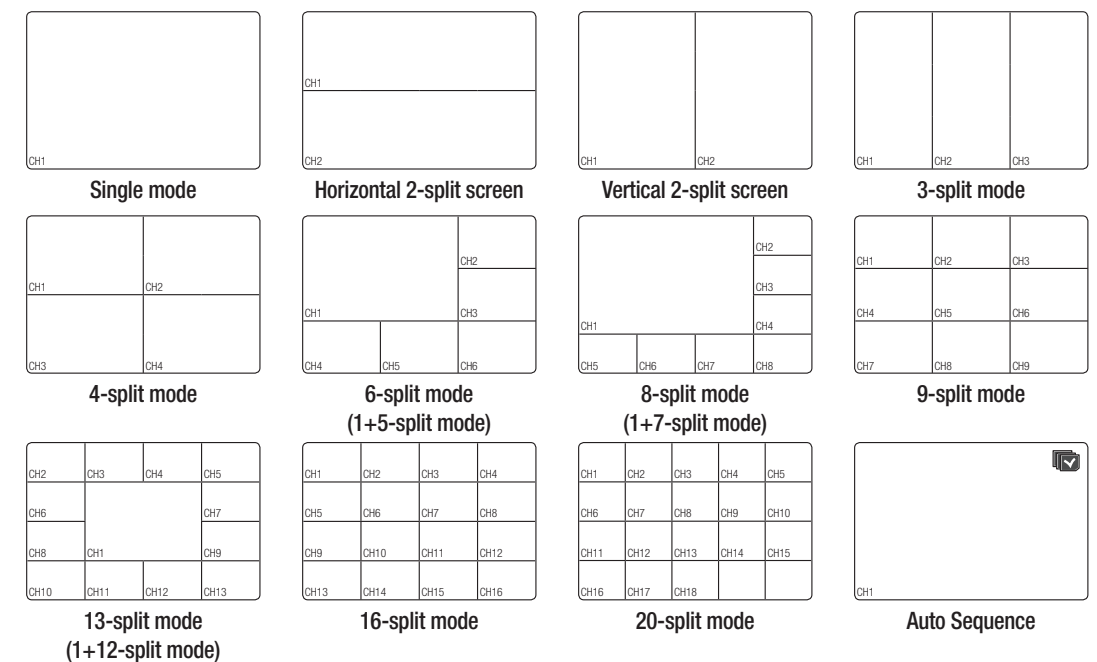 CH1
Single mode
CH1
CH2
Horizontal 2-split screen
CH1 CH2
Vertical 2-split screen
CH1 CH2 CH3
3-split mode
CH1 CH2
CH3 CH4
4-split mode
CH2
CH1 CH3
CH4 CH5 CH6
6-split mode
(1+5-split mode)
CH2
CH3
CH1 CH4
CH5 CH6 CH7 CH8
8-split mode
(1+7-split mode)
CH1 CH2 CH3
CH4 CH5 CH6
CH7 CH8 CH9
9-split mode
CH2 CH3 CH4 CH5
CH6 CH7
CH8 CH1 CH9
CH10 CH11 CH12 CH13
13-split mode
(1+12-split mode)
CH1 CH2 CH3 CH4
CH5 CH6 CH7 CH8
CH9 CH10 CH11 CH12
CH13 CH14 CH15 CH16
16-split mode
CH1 CH2 CH3 CH4 CH5
CH6 CH7 CH8 CH9 CH10
CH11 CH12 CH13 CH14 CH15
CH16 CH17 CH18
20-split mode
CH1
Auto Sequence